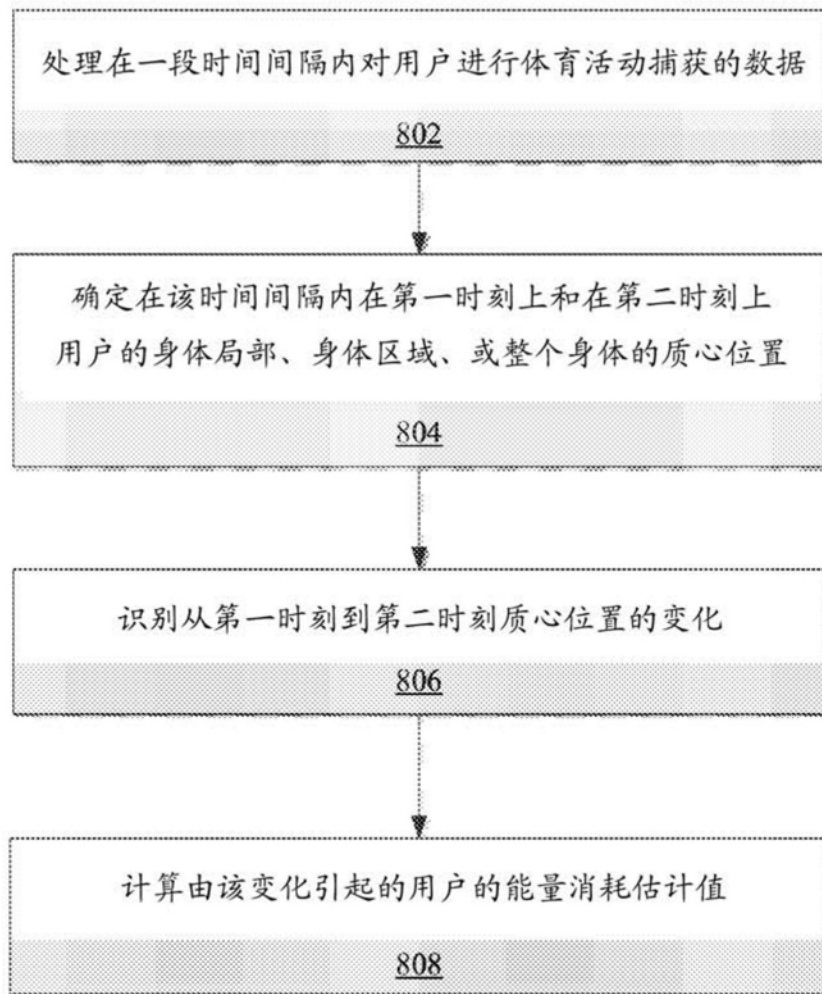 处理在一段时间间隔内对用户进行体育活动捕获的数据
802
确定在该时间间隔内在第一时刻上和在第二时刻上
用户的身体局部、身体区域、或整个身体的质心位置
804
识别从第一时刻到第二时刻质心位置的变化
806
计算由该变化引起的用户的能量消耗估计值
808